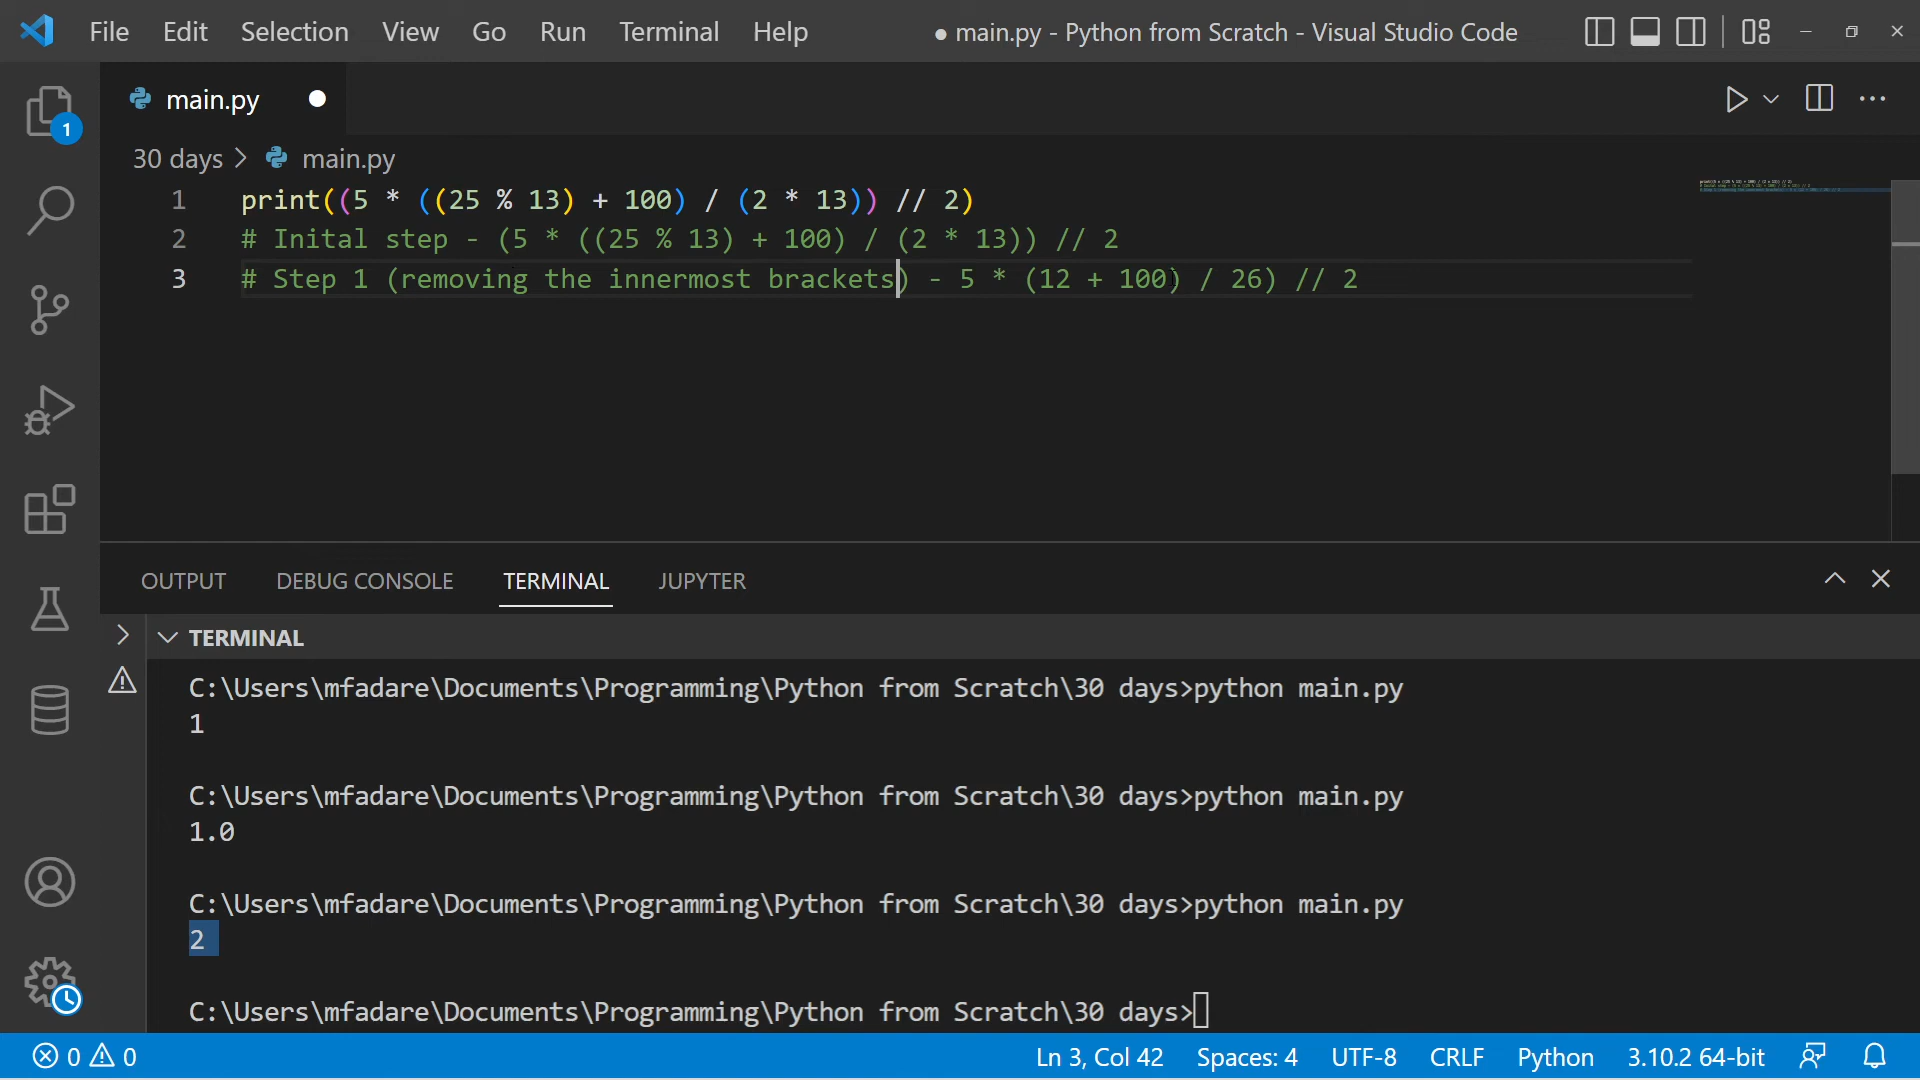 File Edit Selection View Go Run Terminal Help ● main.py - Python from Scratch - Visual Studio Code
main.py
30 days > main.py
1 print((5 * ((25 % 13) + 100) / (2 * 13)) // 2)
2 # Inital step - (5 * ((25 % 13) + 100) / (2 * 13)) // 2
3 # Step 1 (removing the innermost brackets) - 5 * (12 + 100) / 26) // 2
1
OUTPUT DEBUG CONSOLE TERMINAL JUPYTER
TERMINAL
C:\Users\mfadare\Documents\Programming\Python from Scratch\30 days>python main.py
1
C:\Users\mfadare\Documents\Programming\Python from Scratch\30 days>python main.py
1.0
C:\Users\mfadare\Documents\Programming\Python from Scratch\30 days>python main.py
2
C:\Users\mfadare\Documents\Programming\Python from Scratch\30 days>
0 0 Ln 3, Col 42 Spaces: 4 UTF-8 CRLF Python 3.10.2 64-bit